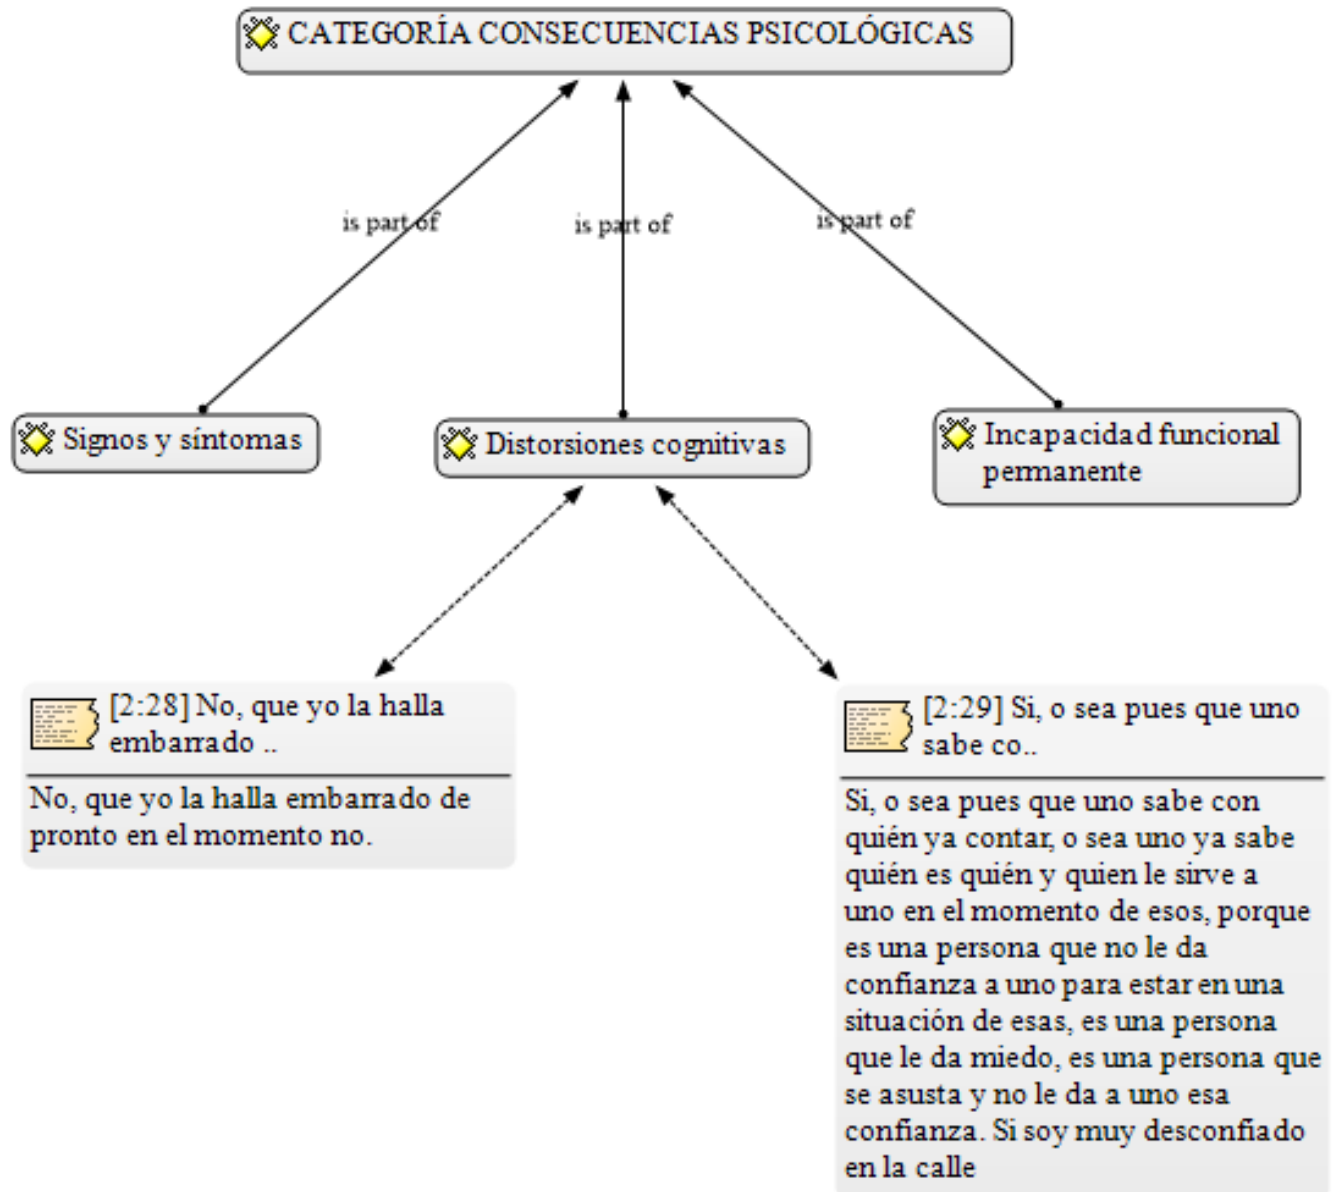 CATEGORÍA CONSECUENCIAS PSICOLÓGICAS
is part of
is part of
is part of
Signos y síntomas
Distorsiones cognitivas
Incapacidad funcional
permanente
[2:28] No, que yo la halla
embarrado ..
No, que yo la halla embarrado de
pronto en el momento no.
[2:29] Si, o sea pues que uno
sabe co..
Si, o sea pues que uno sabe con
quién ya contar, o sea uno ya sabe
quién es quién y quien le sirve a
uno en el momento de esos, porque
es una persona que no le da
confianza a uno para estar en una
situación de esas, es una persona
que le da miedo, es una persona que
se asusta y no le da a uno esa
confianza. Si soy muy desconfiado
en la calle